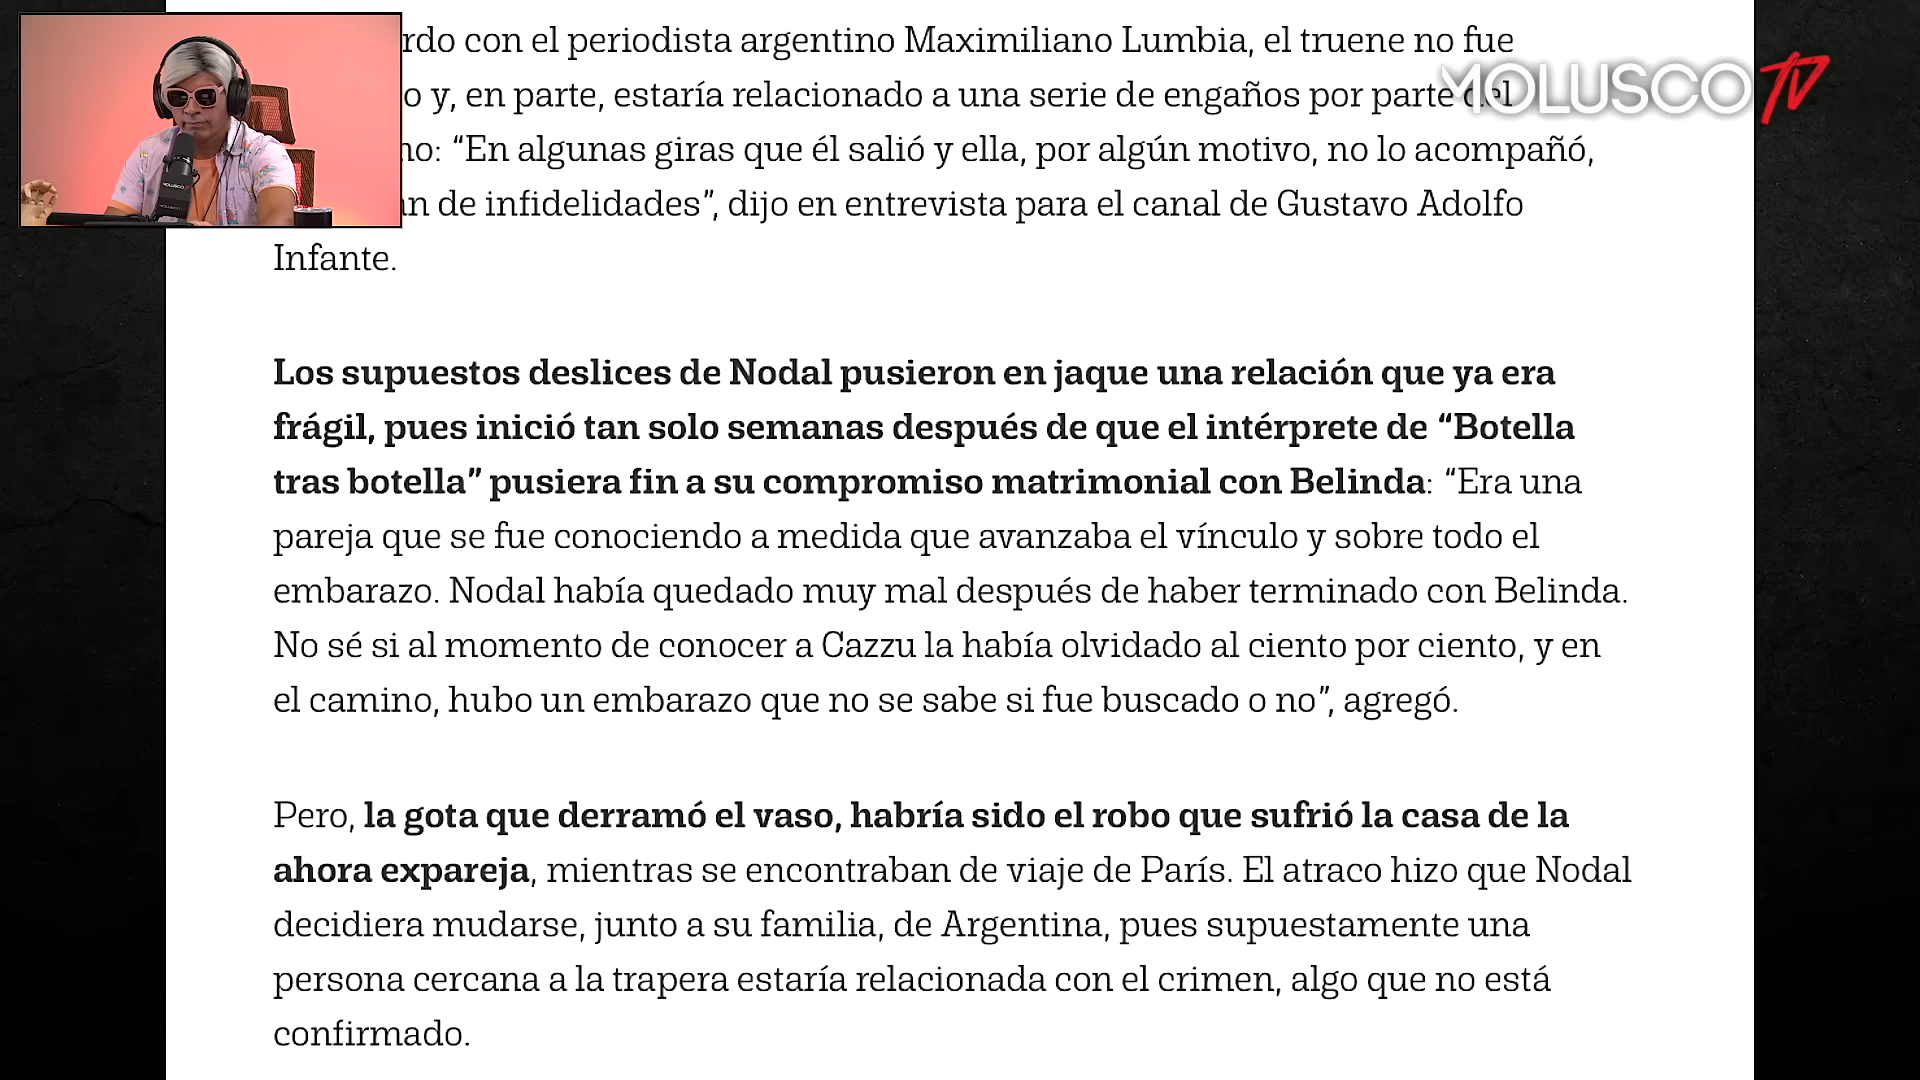 rdo con el periodista argentino Maximiliano Lumbia, el truene no fue
MOLUSCO TV
o y, en parte, estaría relacionado a una serie de engaños por parte del
no: “En algunas giras que él salió y ella, por algún motivo, no lo acompañó,
an de infidelidades”, dijo en entrevista para el canal de Gustavo Adolfo
Infante.
Los supuestos deslices de Nodal pusieron en jaque una relación que ya era
frágil, pues inició tan solo semanas después de que el intérprete de “Botella
tras botella” pusiera fin a su compromiso matrimonial con Belinda: “Era una
pareja que se fue conociendo a medida que avanzaba el vínculo y sobre todo el
embarazo. Nodal había quedado muy mal después de haber terminado con Belinda.
No sé si al momento de conocer a Cazzu la había olvidado al ciento por ciento, y en
el camino, hubo un embarazo que no se sabe si fue buscado o no”, agregó.
Pero, la gota que derramó el vaso, habría sido el robo que sufrió la casa de la
ahora expareja, mientras se encontraban de viaje de París. El atraco hizo que Nodal
decidiera mudarse, junto a su familia, de Argentina, pues supuestamente una
persona cercana a la trapera estaría relacionada con el crimen, algo que no está
confirmado.